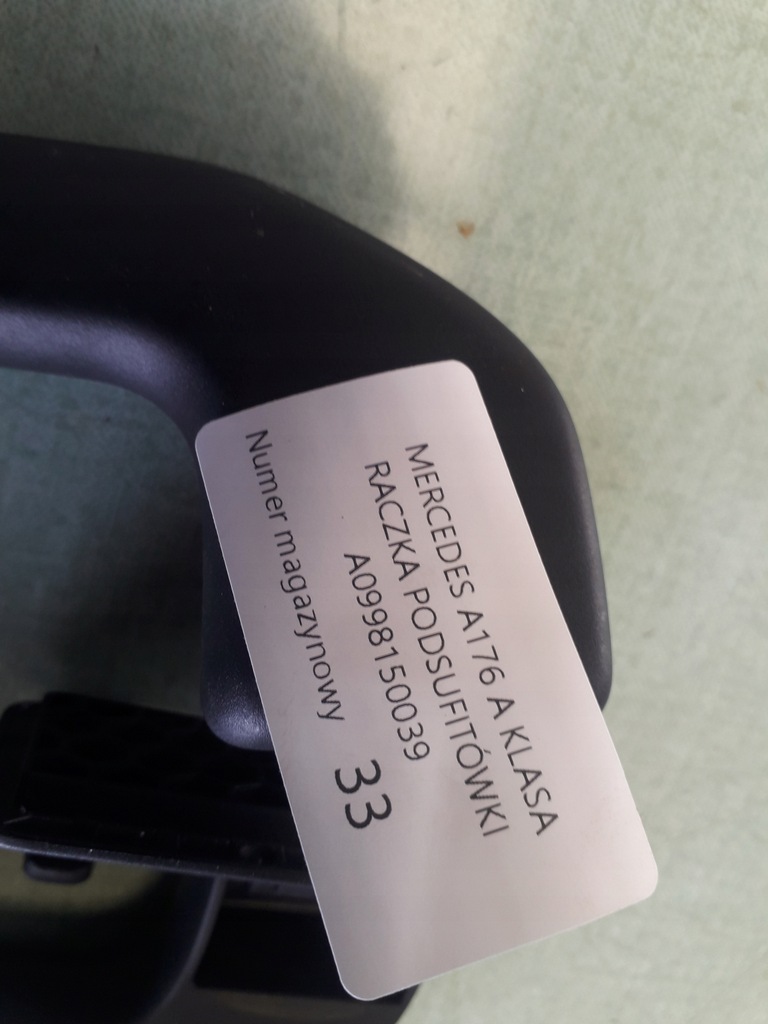 MERCEDES A176 A KLASA
RACZKA PODSUFITÓWKI
A0998150039
Numer magazynowy 33